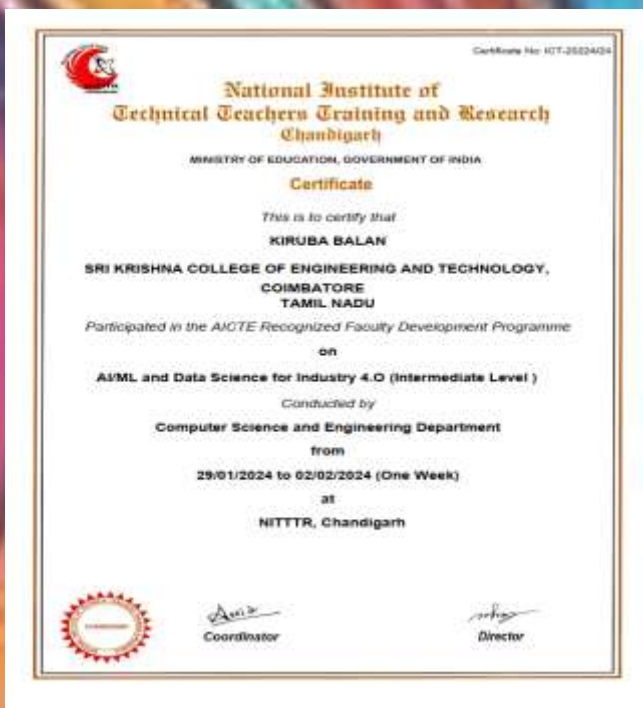 National Institute of
Technical Teachers Training and Research
Chandigarh
MINISTRY OF EDUCATION, GOVERNMENT OF INDIA
Certificate
This is to certify that
KIRUBA BALAN
SRI KRISHNA COLLEGE OF ENGINEERING AND TECHNOLOGY,
COIMBATORE
TAMIL NADU
Participated in the AICTE Recognized Faculty Development Programme
on
AI/ML and Data Science for Industry 4.O (Intermediate Level )
Conducted by
Computer Science and Engineering Department
from
29/01/2024 to 02/02/2024 (One Week)
at
NITTTR, Chandigarh
Coordinator
Director